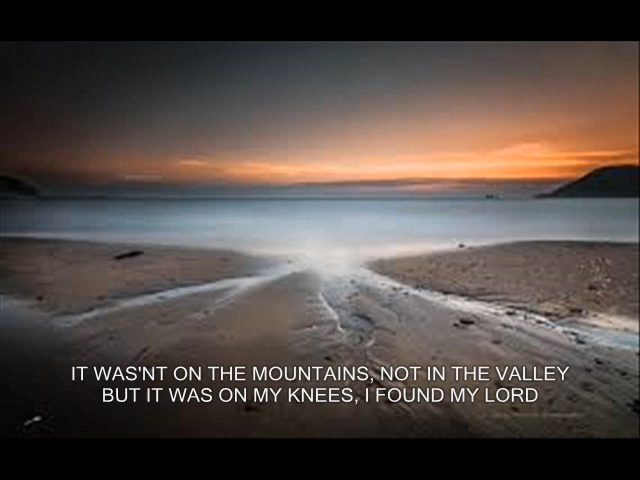 IT WAS'NT ON THE MOUNTAINS, NOT IN THE VALLEY
BUT IT WAS ON MY KNEES, I FOUND MY LORD